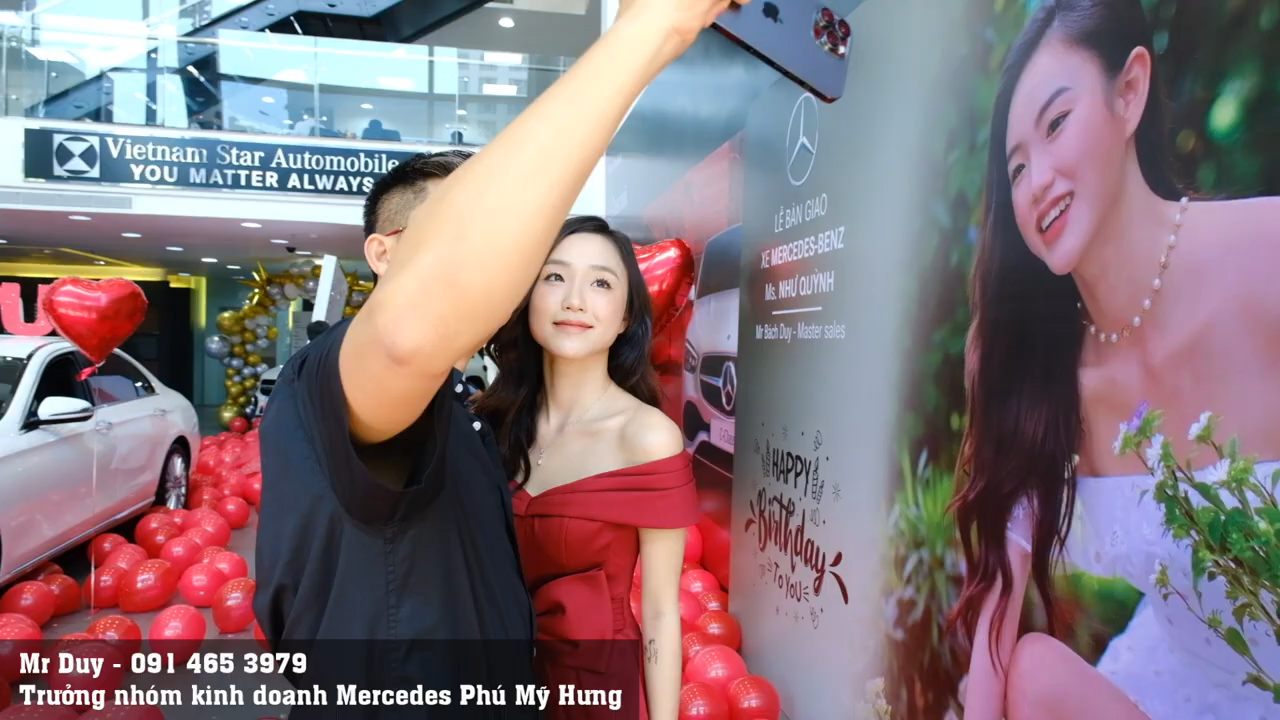 Vietnam Star Automobile
YOU MATTER ALWAYS
U
LỄ BÀN GIAO
XE MERCEDES-BENZ
Ms. NHƯ QUỲNH
Mr Bách Duy - Master sales
HAPPY
Birthday
TO YOU
Mr Duy - 091 465 3979
Trưởng nhóm kinh doanh Mercedes Phú Mỹ Hưng